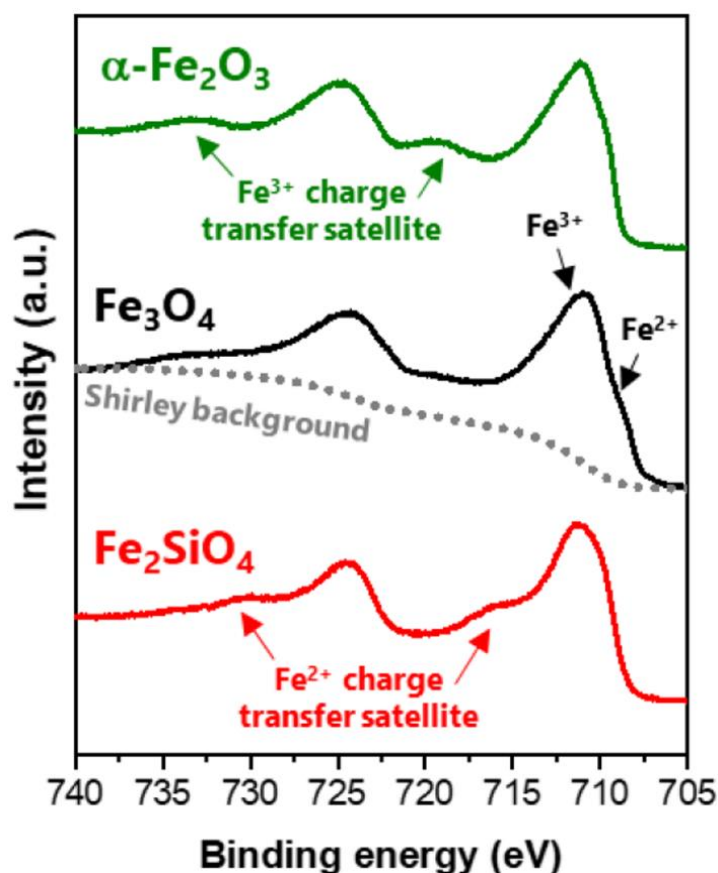 α-Fe₂O₃
Fe³⁺ charge
transfer satellite
Fe³⁺
Fe₃O₄
Fe²⁺
Shirley background
Fe₂SiO₄
Fe²⁺ charge
transfer satellite
Intensity (a.u.)
740 735 730 725 720 715 710 705
Binding energy (eV)